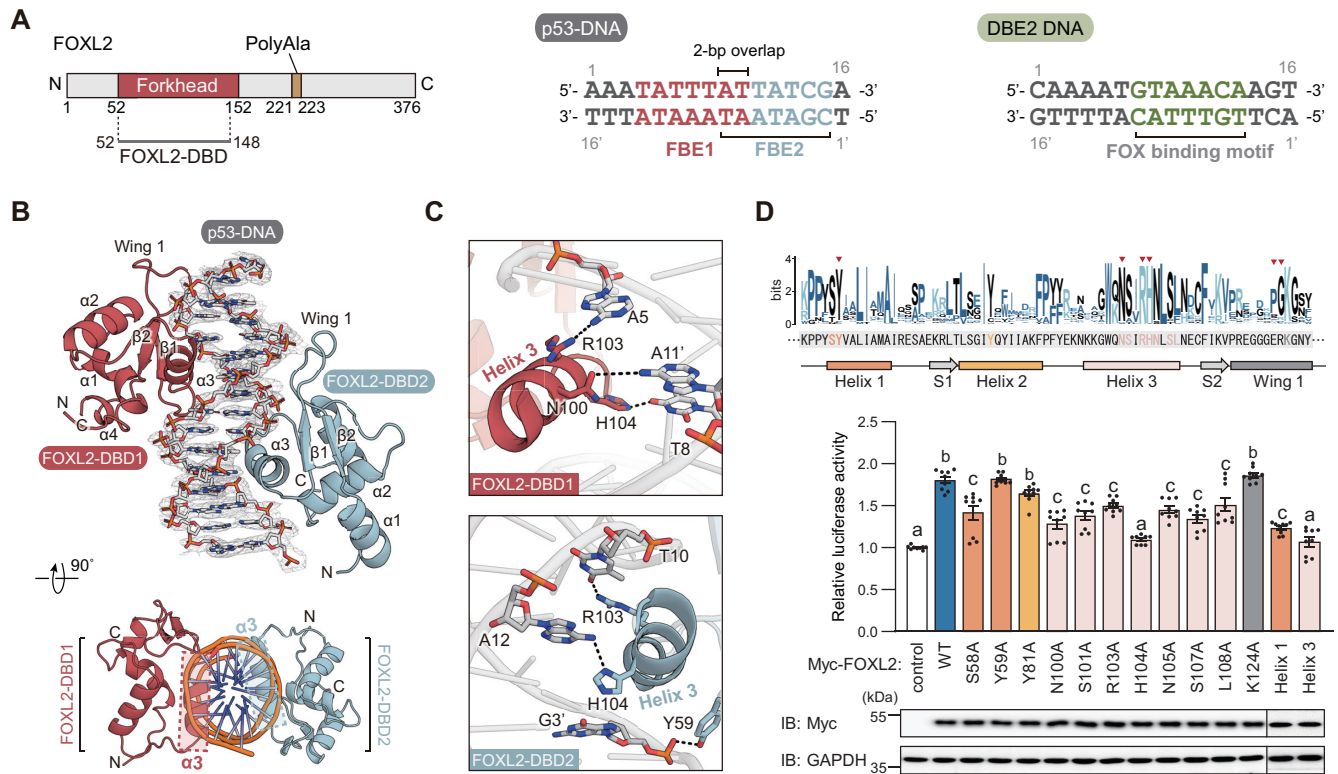 A
FOXL2
PolyAla
N
Forkhead
C
1
52
152
221
223
376
52
148
FOXL2-DBD
p53-DNA
2-bp overlap
1
16
5'- AAATATTTATTATCGA -3'
3'- TTTATAAATAATAGCT -5'
16'
FBE1
FBE2
1'
DBE2 DNA
1
16
5'- CAAAATGTAAACAAGT -3'
3'- GTTTTACATTTGTTCA -5'
16'
FOX binding motif
1'
B
p53-DNA
Wing 1
α2
β2
β1
α1
α3
N
C
α4
FOXL2-DBD1
Wing 1
FOXL2-DBD2
α3
β1
β2
C
α2
α1
N
90°
C
α3
N
FOXL2-DBD1
FOXL2-DBD2
C
N
α3
C
A5
R103
Helix 3
A11'
N100
H104
T8
FOXL2-DBD1
T10
R103
A12
Helix 3
H104
G3'
Y59
FOXL2-DBD2
D
4
2
0
bits
···KPPYSYVALIAMAIRESAEKRLTLSGIYQYIIAKFPFYEKNKKGWQNSIRHNLSLNECFIKVPREGGGERKGNY···
Helix 1
S1
Helix 2
Helix 3
S2
Wing 1
Relative luciferase activity
2.5
2.0
1.5
1.0
0.5
0.0
a
b
c
b
b
c
c
c
a
c
c
c
b
c
a
Myc-FOXL2:
control
WT
S58A
Y59A
Y81A
N100A
S101A
R103A
H104A
N105A
S107A
L108A
K124A
Helix 1
Helix 3
(kDa)
IB: Myc
55
IB: GAPDH
35